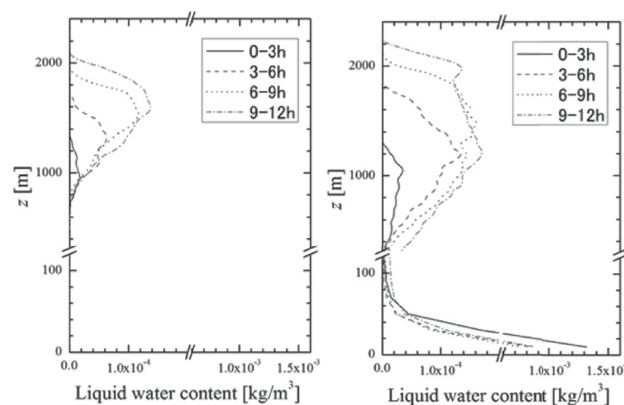 0-3h
3-6h
6-9h
9-12h
2000
1000
100
0
z [m]
0.0
1.0x10⁻⁴
1.0x10⁻³
1.5x10⁻³
Liquid water content [kg/m³]
0-3h
3-6h
6-9h
9-12h
2000
1000
100
0
z [m]
0.0
1.0x10⁻⁴
1.0x10⁻³
1.5x10
Liquid water content [kg/m³]